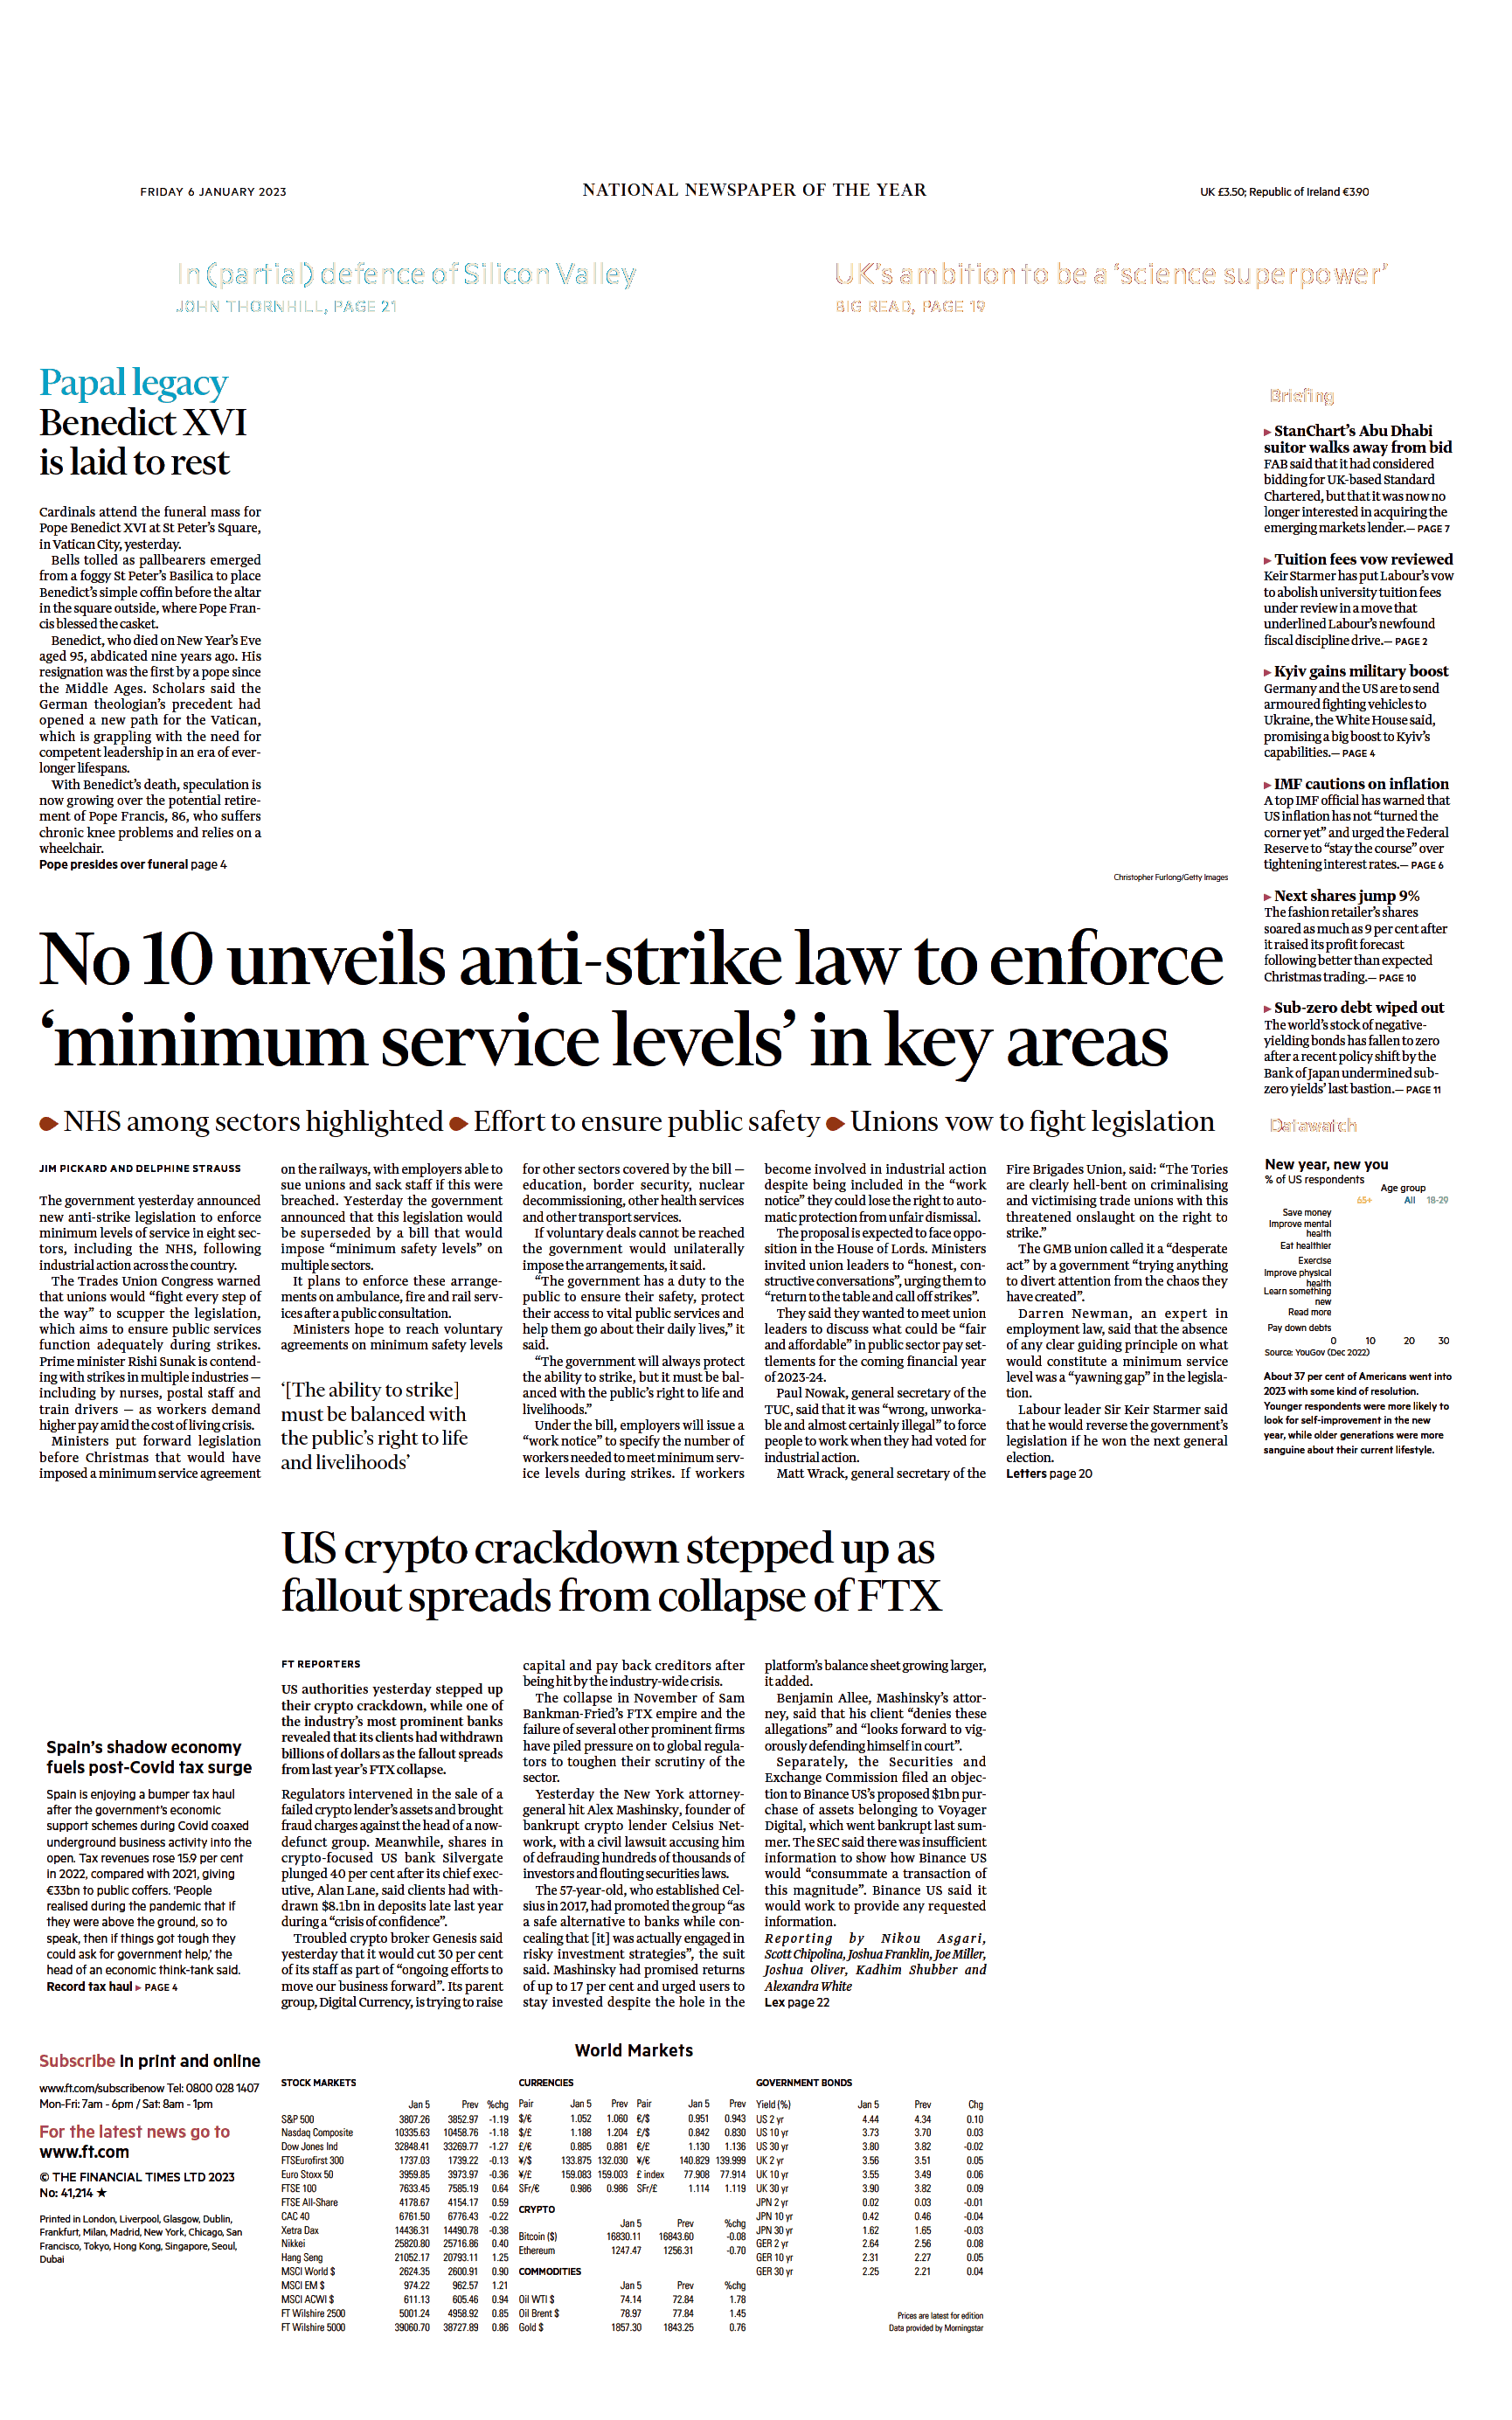 FRIDAY 6 JANUARY 2023
NATIONAL NEWSPAPER OF THE YEAR
UK £3.50; Republic of Ireland €3.90
In (partial) defence of Silicon Valley
JOHN THORNHILL, PAGE 21
UK's ambition to be a 'science superpower'
BIG READ, PAGE 19
Papal legacy
Benedict XVI
is laid to rest
Cardinals attend the funeral mass for
Pope Benedict XVI at St Peter's Square,
in Vatican City, yesterday.
Bells tolled as pallbearers emerged
from a foggy St Peter's Basilica to place
Benedict's simple coffin before the altar
in the square outside, where Pope Fran-
cis blessed the casket.
Benedict, who died on New Year's Eve
aged 95, abdicated nine years ago. His
resignation was the first by a pope since
the Middle Ages. Scholars said the
German theologian's precedent had
opened a new path for the Vatican,
which is grappling with the need for
competent leadership in an era of ever-
longer lifespans.
With Benedict's death, speculation is
now growing over the potential retire-
ment of Pope Francis, 86, who suffers
chronic knee problems and relies on a
wheelchair.
Pope presides over funeral page 4
Christopher Furlong/Getty Images
No 10 unveils anti-strike law to enforce
'minimum service levels' in key areas
NHS among sectors highlighted Effort to ensure public safety Unions vow to fight legislation
JIM PICKARD AND DELPHINE STRAUSS
The government yesterday announced
new anti-strike legislation to enforce
minimum levels of service in eight sec-
tors, including the NHS, following
industrial action across the country.
The Trades Union Congress warned
that unions would "fight every step of
the way" to scupper the legislation,
which aims to ensure public services
function adequately during strikes.
Prime minister Rishi Sunak is contend-
ing with strikes in multiple industries —
including by nurses, postal staff and
train drivers — as workers demand
higher pay amid the cost of living crisis.
Ministers put forward legislation
before Christmas that would have
imposed a minimum service agreement
on the railways, with employers able to
sue unions and sack staff if this were
breached. Yesterday the government
announced that this legislation would
be superseded by a bill that would
impose "minimum safety levels" on
multiple sectors.
It plans to enforce these arrange-
ments on ambulance, fire and rail serv-
ices after a public consultation.
Ministers hope to reach voluntary
agreements on minimum safety levels
'[The ability to strike]
must be balanced with
the public's right to life
and livelihoods'
for other sectors covered by the bill —
education, border security, nuclear
decommissioning, other health services
and other transport services.
If voluntary deals cannot be reached
the government would unilaterally
impose the arrangements, it said.
"The government has a duty to the
public to ensure their safety, protect
their access to vital public services and
help them go about their daily lives," it
said.
"The government will always protect
the ability to strike, but it must be bal-
anced with the public's right to life and
livelihoods."
Under the bill, employers will issue a
"work notice" to specify the number of
workers needed to meet minimum serv-
ice levels during strikes. If workers
become involved in industrial action
despite being included in the "work
notice" they could lose the right to auto-
matic protection from unfair dismissal.
The proposal is expected to face oppo-
sition in the House of Lords. Ministers
invited union leaders to "honest, con-
structive conversations", urging them to
"return to the table and call off strikes".
They said they wanted to meet union
leaders to discuss what could be "fair
and affordable" in public sector pay set-
tlements for the coming financial year
of 2023-24.
Paul Nowak, general secretary of the
TUC, said that it was "wrong, unworka-
ble and almost certainly illegal" to force
people to work when they had voted for
industrial action.
Matt Wrack, general secretary of the
Fire Brigades Union, said: "The Tories
are clearly hell-bent on criminalising
and victimising trade unions with this
threatened onslaught on the right to
strike."
The GMB union called it a "desperate
act" by a government "trying anything
to divert attention from the chaos they
have created".
Darren Newman, an expert in
employment law, said that the absence
of any clear guiding principle on what
would constitute a minimum service
level was a "yawning gap" in the legisla-
tion.
Labour leader Sir Keir Starmer said
that he would reverse the government's
legislation if he won the next general
election.
Letters page 20
Briefing
StanChart's Abu Dhabi
suitor walks away from bid
FAB said that it had considered
bidding for UK-based Standard
Chartered, but that it was now no
longer interested in acquiring the
emerging markets lender.— PAGE 7
Tuition fees vow reviewed
Keir Starmer has put Labour's vow
to abolish university tuition fees
under review in a move that
underlined Labour's newfound
fiscal discipline drive.— PAGE 2
Kyiv gains military boost
Germany and the US are to send
armoured fighting vehicles to
Ukraine, the White House said,
promising a big boost to Kyiv's
capabilities.— PAGE 4
IMF cautions on inflation
A top IMF official has warned that
US inflation has not "turned the
corner yet" and urged the Federal
Reserve to "stay the course" over
tightening interest rates.— PAGE 6
Next shares jump 9%
The fashion retailer's shares
soared as much as 9 per cent after
it raised its profit forecast
following better than expected
Christmas trading.— PAGE 10
Sub-zero debt wiped out
The world's stock of negative-
yielding bonds has fallen to zero
after a recent policy shift by the
Bank of Japan undermined sub-
zero yields' last bastion.— PAGE 11
Datawatch
New year, new you
% of US respondents
Age group
65+ All 18-29
Save money
Improve mental
health
Eat healthier
Exercise
Improve physical
health
Learn something
new
Read more
Pay down debts
0 10 20 30
Source: YouGov (Dec 2022)
About 37 per cent of Americans went into
2023 with some kind of resolution.
Younger respondents were more likely to
look for self-improvement in the new
year, while older generations were more
sanguine about their current lifestyle.
US crypto crackdown stepped up as
fallout spreads from collapse of FTX
FT REPORTERS
US authorities yesterday stepped up
their crypto crackdown, while one of
the industry's most prominent banks
revealed that its clients had withdrawn
billions of dollars as the fallout spreads
from last year's FTX collapse.
Regulators intervened in the sale of a
failed crypto lender's assets and brought
fraud charges against the head of a now-
defunct group. Meanwhile, shares in
crypto-focused US bank Silvergate
plunged 40 per cent after its chief exec-
utive, Alan Lane, said clients had with-
drawn $8.1bn in deposits late last year
during a "crisis of confidence".
Troubled crypto broker Genesis said
yesterday that it would cut 30 per cent
of its staff as part of "ongoing efforts to
move our business forward". Its parent
group, Digital Currency, is trying to raise
capital and pay back creditors after
being hit by the industry-wide crisis.
The collapse in November of Sam
Bankman-Fried's FTX empire and the
failure of several other prominent firms
have piled pressure on to global regula-
tors to toughen their scrutiny of the
sector.
Yesterday the New York attorney-
general hit Alex Mashinsky, founder of
bankrupt crypto lender Celsius Net-
work, with a civil lawsuit accusing him
of defrauding hundreds of thousands of
investors and flouting securities laws.
The 57-year-old, who established Cel-
sius in 2017, had promoted the group "as
a safe alternative to banks while con-
cealing that [it] was actually engaged in
risky investment strategies", the suit
said. Mashinsky had promised returns
of up to 17 per cent and urged users to
stay invested despite the hole in the
platform's balance sheet growing larger,
it added.
Benjamin Allee, Mashinsky's attor-
ney, said that his client "denies these
allegations" and "looks forward to vig-
orously defending himself in court".
Separately, the Securities and
Exchange Commission filed an objec-
tion to Binance US's proposed $1bn pur-
chase of assets belonging to Voyager
Digital, which went bankrupt last sum-
mer. The SEC said there was insufficient
information to show how Binance US
would "consummate a transaction of
this magnitude". Binance US said it
would work to provide any requested
information.
Reporting by Nikou Asgari,
Scott Chipolina, Joshua Franklin, Joe Miller,
Joshua Oliver, Kadhim Shubber and
Alexandra White
Lex page 22
Spain's shadow economy
fuels post-Covid tax surge
Spain is enjoying a bumper tax haul
after the government's economic
support schemes during Covid coaxed
underground business activity into the
open. Tax revenues rose 15.9 per cent
in 2022, compared with 2021, giving
€33bn to public coffers. 'People
realised during the pandemic that if
they were above the ground, so to
speak, then if things got tough they
could ask for government help,' the
head of an economic think-tank said.
Record tax haul PAGE 4
Subscribe In print and online
www.ft.com/subscribenow Tel: 0800 028 1407
Mon-Fri: 7am - 6pm / Sat: 8am - 1pm
For the latest news go to
www.ft.com
© THE FINANCIAL TIMES LTD 2023
No: 41,214 ★
Printed in London, Liverpool, Glasgow, Dublin,
Frankfurt, Milan, Madrid, New York, Chicago, San
Francisco, Tokyo, Hong Kong, Singapore, Seoul,
Dubai
World Markets
STOCK MARKETS
Jan 5 Prev %chg
S&P 500 3807.26 3852.97 -1.19
Nasdaq Composite 10335.63 10458.76 -1.18
Dow Jones Ind 32848.41 33269.77 -1.27
FTSEurofirst 300 1737.03 1739.22 -0.13
Euro Stoxx 50 3959.85 3973.97 -0.36
FTSE 100 7633.45 7585.19 0.64
FTSE All-Share 4178.67 4154.17 0.59
CAC 40 6761.50 6776.43 -0.22
Xetra Dax 14436.31 14490.78 -0.38
Nikkei 25820.80 25716.86 0.40
Hang Seng 21052.17 20793.11 1.25
MSCI World $ 2624.35 2600.91 0.90
MSCI EM $ 974.22 962.57 1.21
MSCI ACWI $ 611.13 605.46 0.94
FT Wilshire 2500 5001.24 4958.92 0.85
FT Wilshire 5000 39060.70 38727.89 0.86
CURRENCIES
Pair Jan 5 Prev Pair Jan 5 Prev
$/€ 1.052 1.060 €/$ 0.951 0.943
$/£ 1.188 1.204 £/$ 0.842 0.830
£/€ 0.885 0.881 €/£ 1.130 1.136
¥/$ 133.875 132.030 ¥/€ 140.829 139.999
¥/£ 159.083 159.003 £ index 77.908 77.914
SFr/€ 0.986 0.986 SFr/£ 1.114 1.119
CRYPTO
Jan 5 Prev %chg
Bitcoin ($) 16830.11 16843.60 -0.08
Ethereum 1247.47 1256.31 -0.70
COMMODITIES
Jan 5 Prev %chg
Oil WTI $ 74.14 72.84 1.78
Oil Brent $ 78.97 77.84 1.45
Gold $ 1857.30 1843.25 0.76
GOVERNMENT BONDS
Yield (%) Jan 5 Prev Chg
US 2 yr 4.44 4.34 0.10
US 10 yr 3.73 3.70 0.03
US 30 yr 3.80 3.82 -0.02
UK 2 yr 3.56 3.51 0.05
UK 10 yr 3.55 3.49 0.06
UK 30 yr 3.90 3.82 0.09
JPN 2 yr 0.02 0.03 -0.01
JPN 10 yr 0.42 0.46 -0.04
JPN 30 yr 1.62 1.65 -0.03
GER 2 yr 2.64 2.56 0.08
GER 10 yr 2.31 2.27 0.05
GER 30 yr 2.25 2.21 0.04
Prices are latest for edition
Data provided by Morningstar